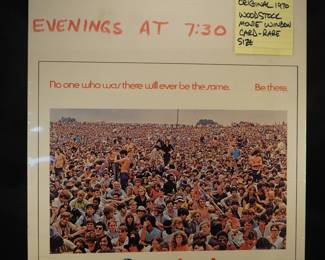 EVENINGS AT 7:30
ORIGINAL 1970
WOODSTOCK
MOVIE WINDOW
CARD-RARE
SIZE
No one who was there will ever be the same. Be there.